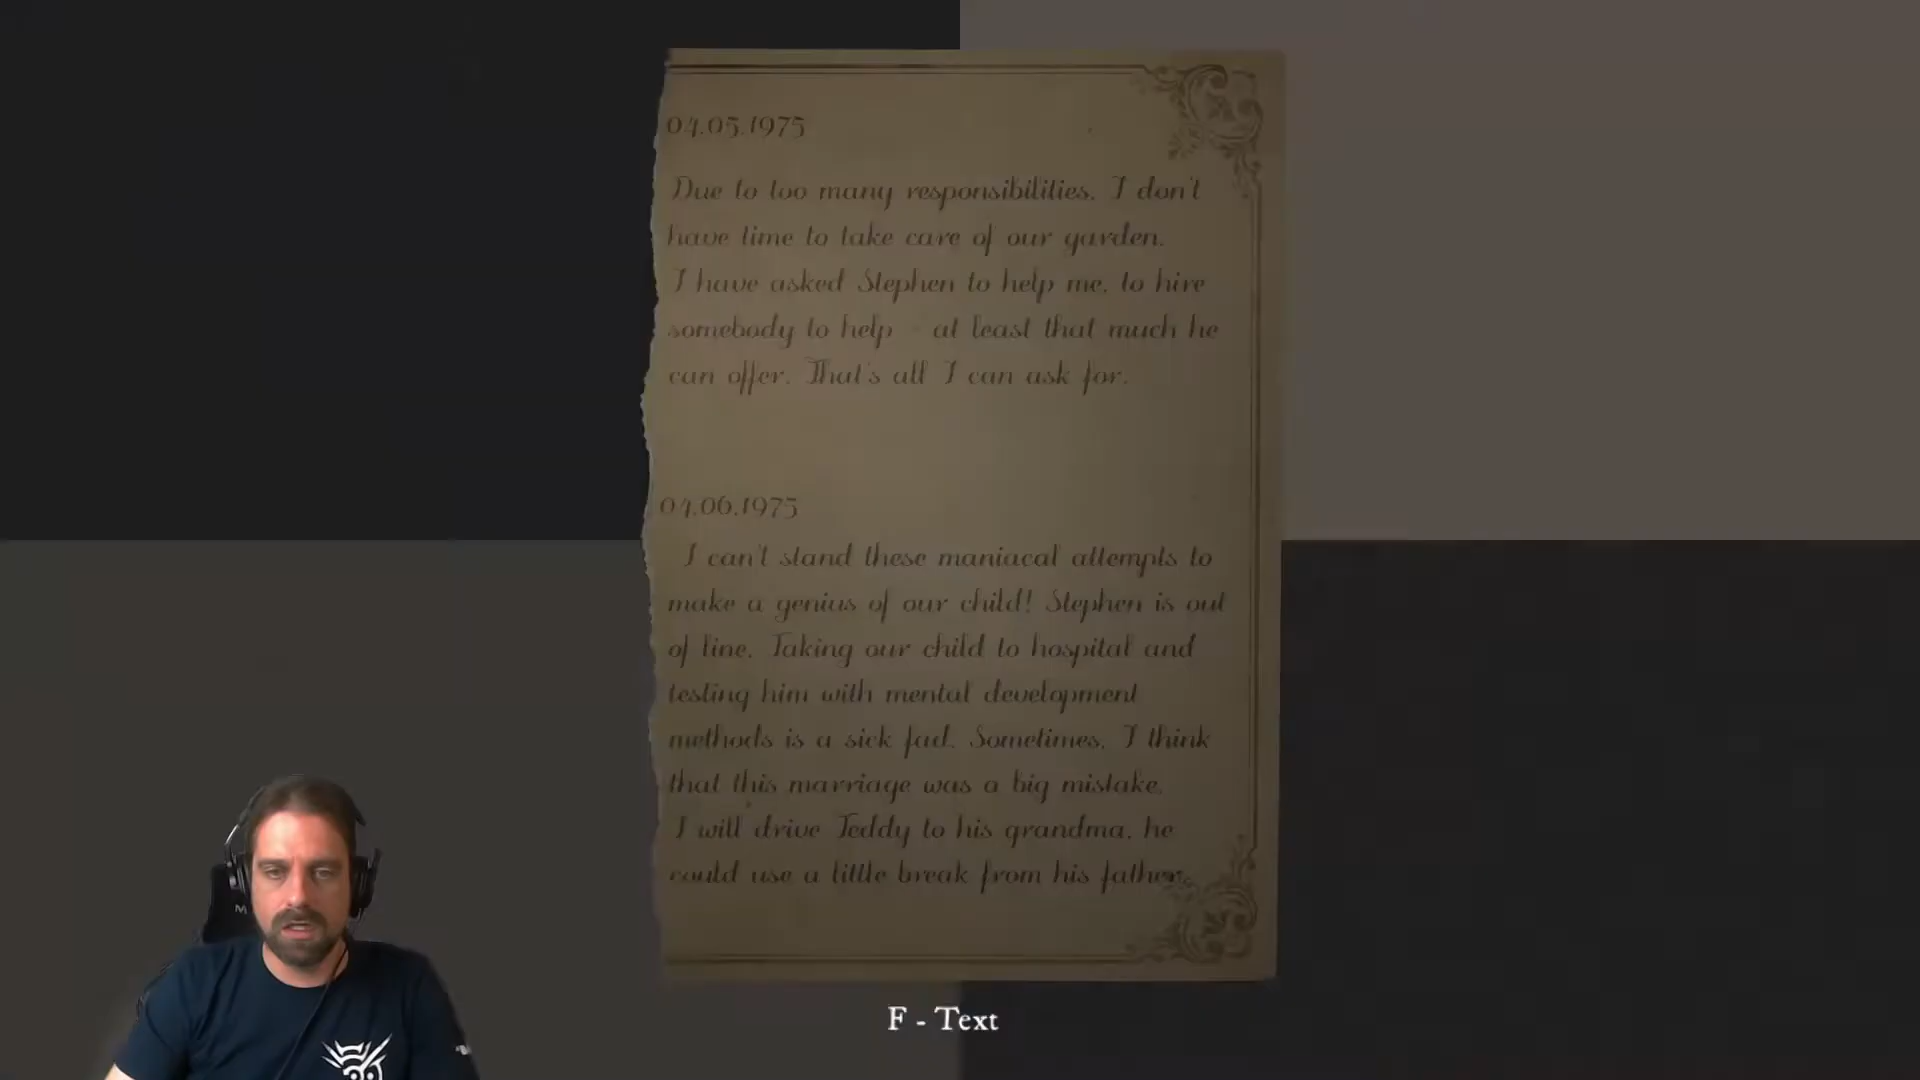 04.05.1975
Due to too many responsibilities, I don't
have time to take care of our garden.
I have asked Stephen to help me, to hire
somebody to help - at least that much he
can offer. That's all I can ask for.
04.06.1975
I can't stand these maniacal attempts to
make a genius of our child! Stephen is out
of line. Taking our child to hospital and
testing him with mental development
methods is a sick fad. Sometimes, I think
that this marriage was a big mistake.
I will drive Teddy to his grandma, he
could use a little break from his father.
F - Text